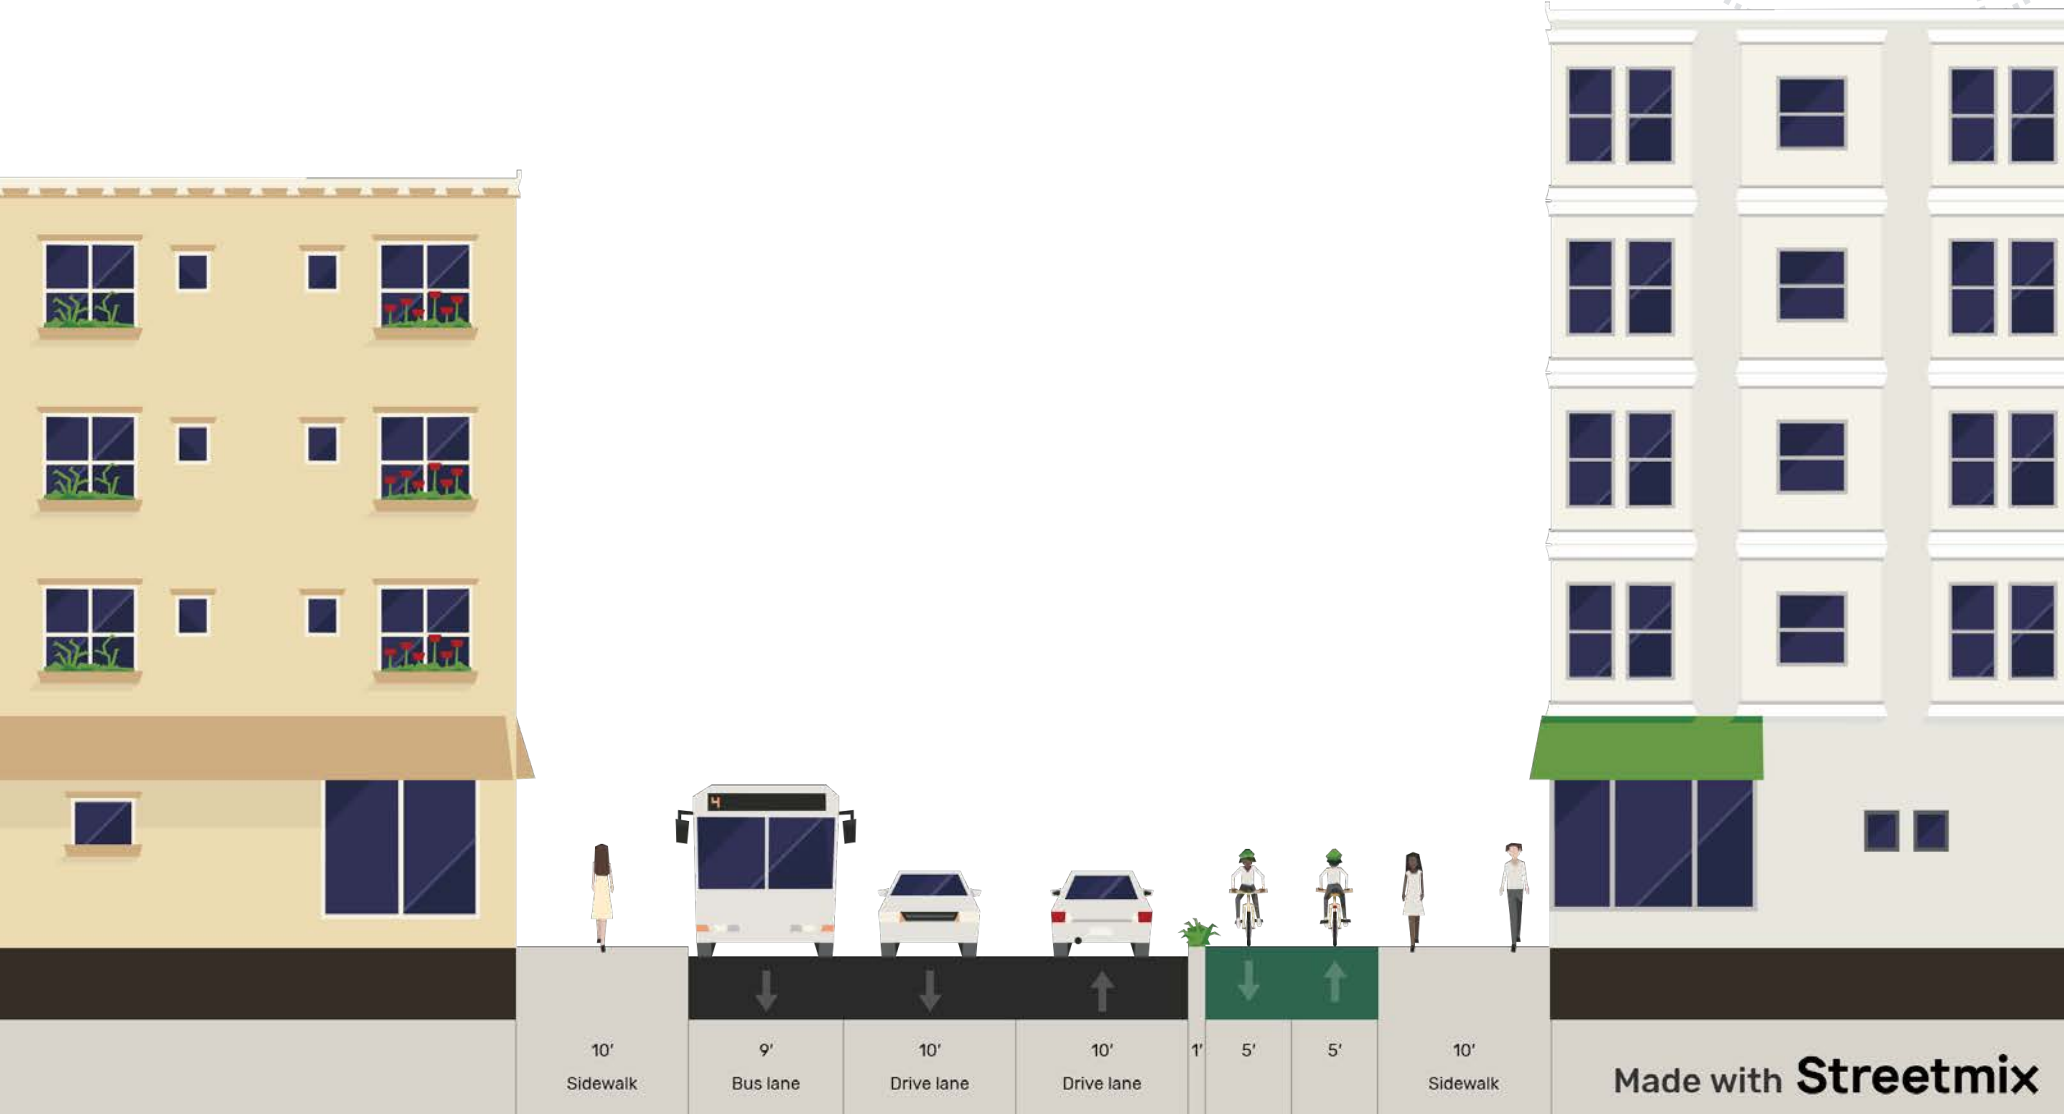 4
10' 9' 10' 10' 1' 5' 5' 10'
Sidewalk Bus lane Drive lane Drive lane Sidewalk
Made with Streetmix